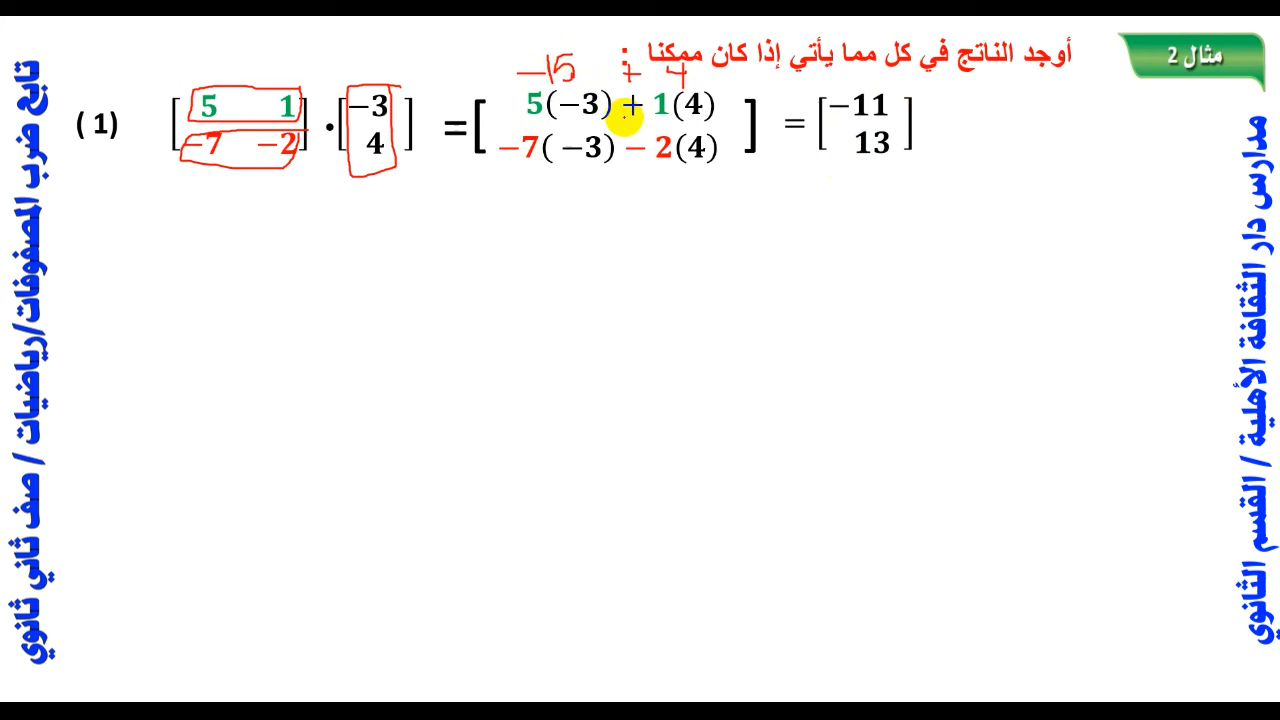 مثال 2
أوجد الناتج في كل مما يأتي إذا كان ممكنا :
−15 + 4
( 1) [5 1 −7 −2] · [−3 4] = [5(−3) + 1(4) −7( −3) − 2(4)] = [−11 13]
تابع ضرب المصفوفات/رياضيات / صف ثاني ثانوي
مدارس دار الثقافة الأهلية / القسم الثانوي